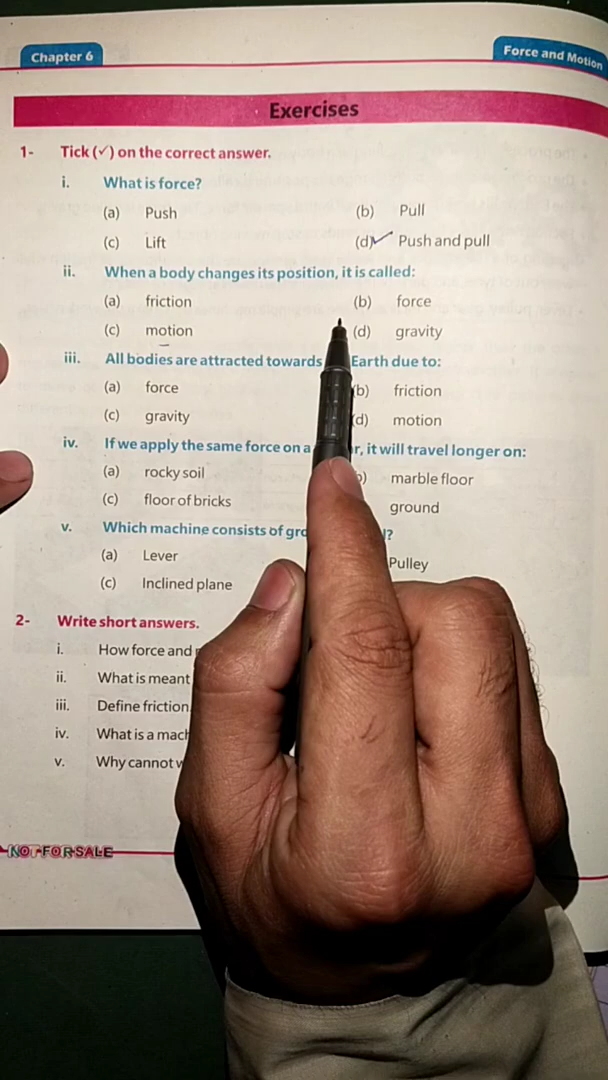 Chapter 6
Force and Motion
Exercises
1- Tick (✓) on the correct answer.
i. What is force?
(a) Push (b) Pull
(c) Lift (d) Push and pull
ii. When a body changes its position, it is called:
(a) friction (b) force
(c) motion (d) gravity
iii. All bodies are attracted towards Earth due to:
(a) force (b) friction
(c) gravity (d) motion
iv. If we apply the same force on a it will travel longer on:
(a) rocky soil marble floor
(c) floor of bricks ground
v. Which machine consists of
(a) Lever Pulley
(c) Inclined plane
2- Write short answers.
i. How force and
ii. What is meant
iii. Define friction.
iv. What is a
v. Why cannot
NOT FOR SALE